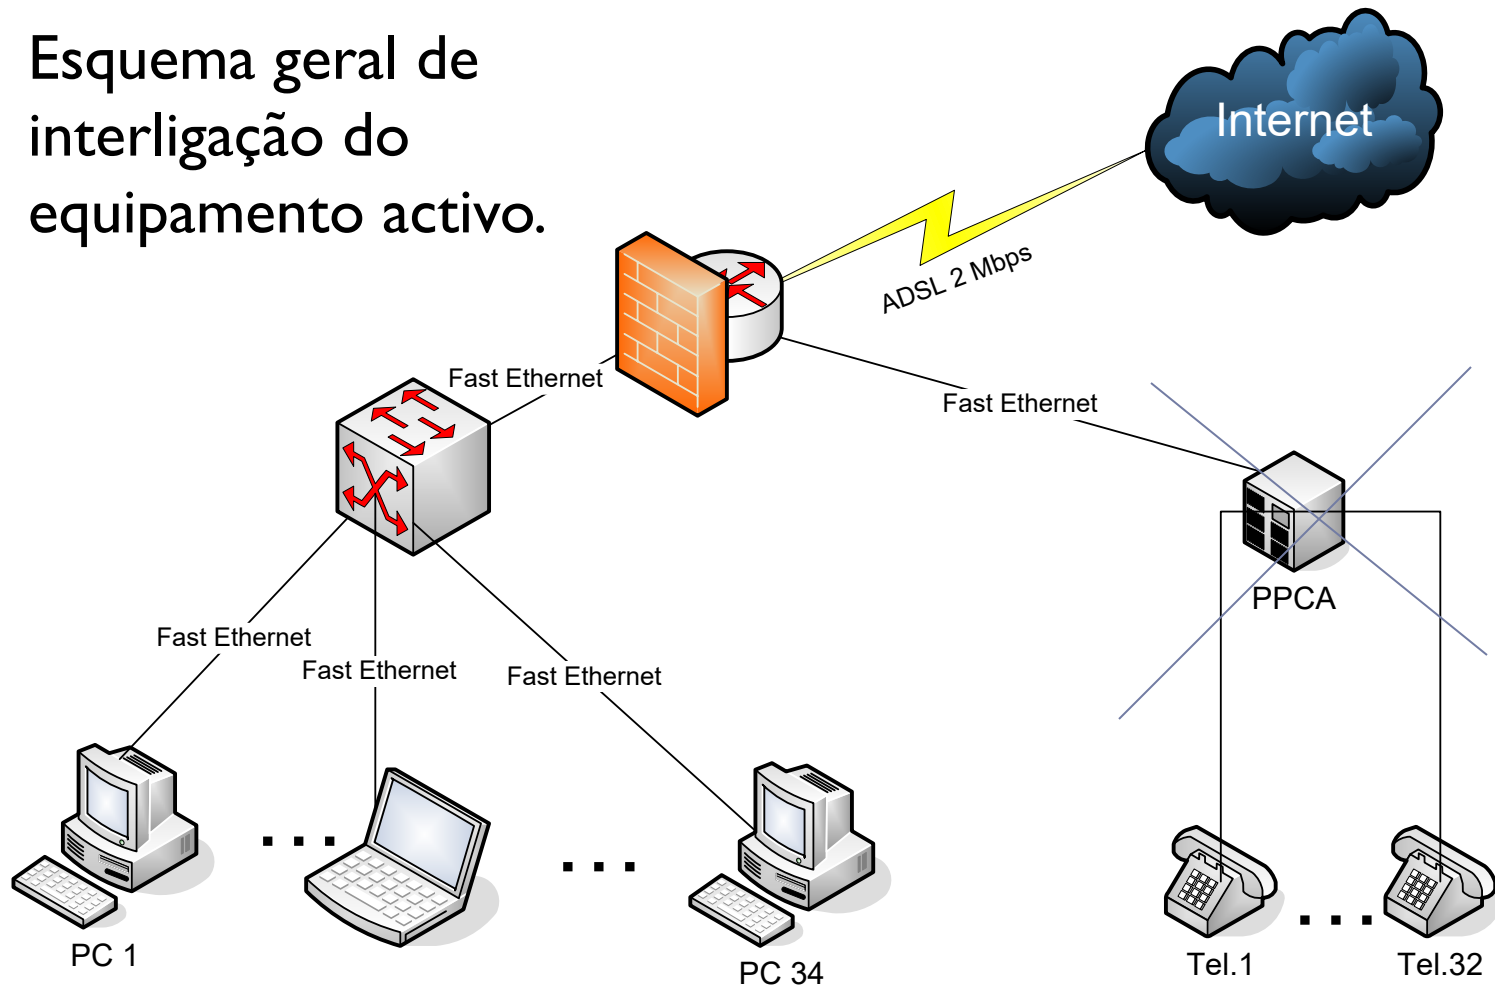 Esquema geral de
interligação do
equipamento activo.
Internet
ADSL 2 Mbps
Fast Ethernet
Fast Ethernet
PPCA
Fast Ethernet
Fast Ethernet
Fast Ethernet
PC 1
...
...
PC 34
Tel.1
...
Tel.32